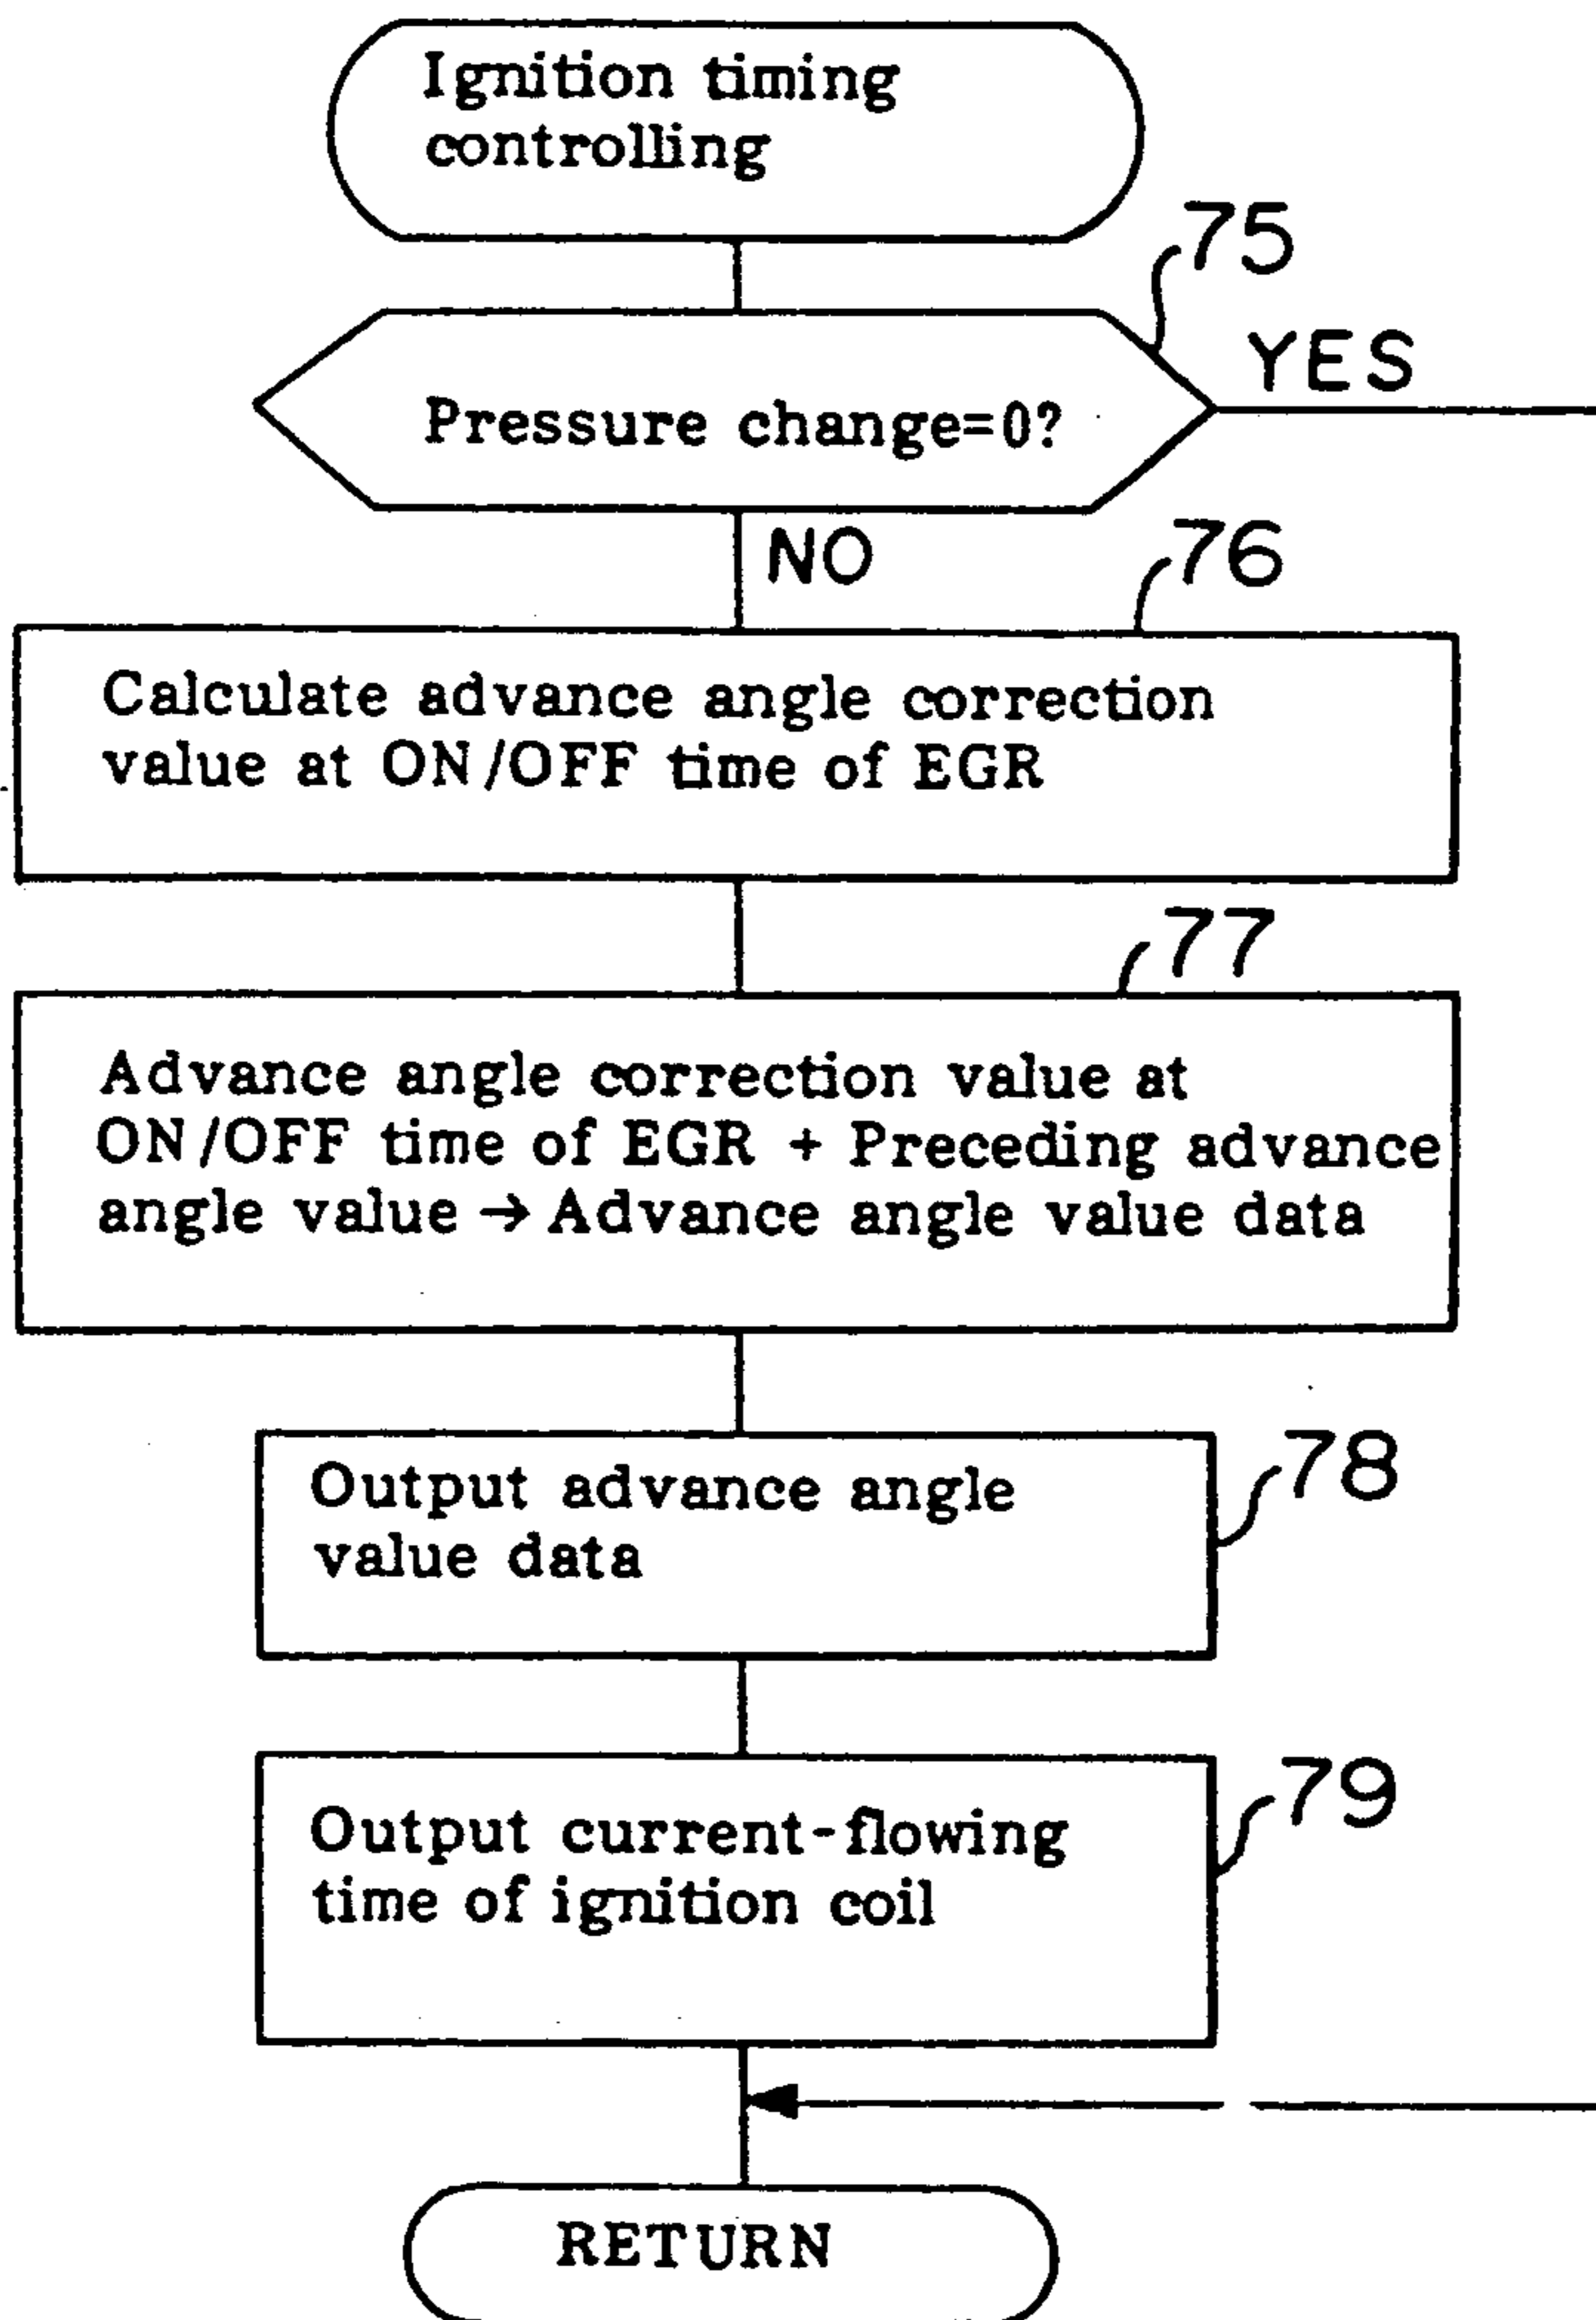 Ignition timing
controlling
75
Pressure change=0?
YES
NO
76
Calculate advance angle correction
value at ON/OFF time of EGR
77
Advance angle correction value at
ON/OFF time of EGR + Preceding advance
angle value → Advance angle value data
78
Output advance angle
value data
79
Output current-flowing
time of ignition coil
RETURN